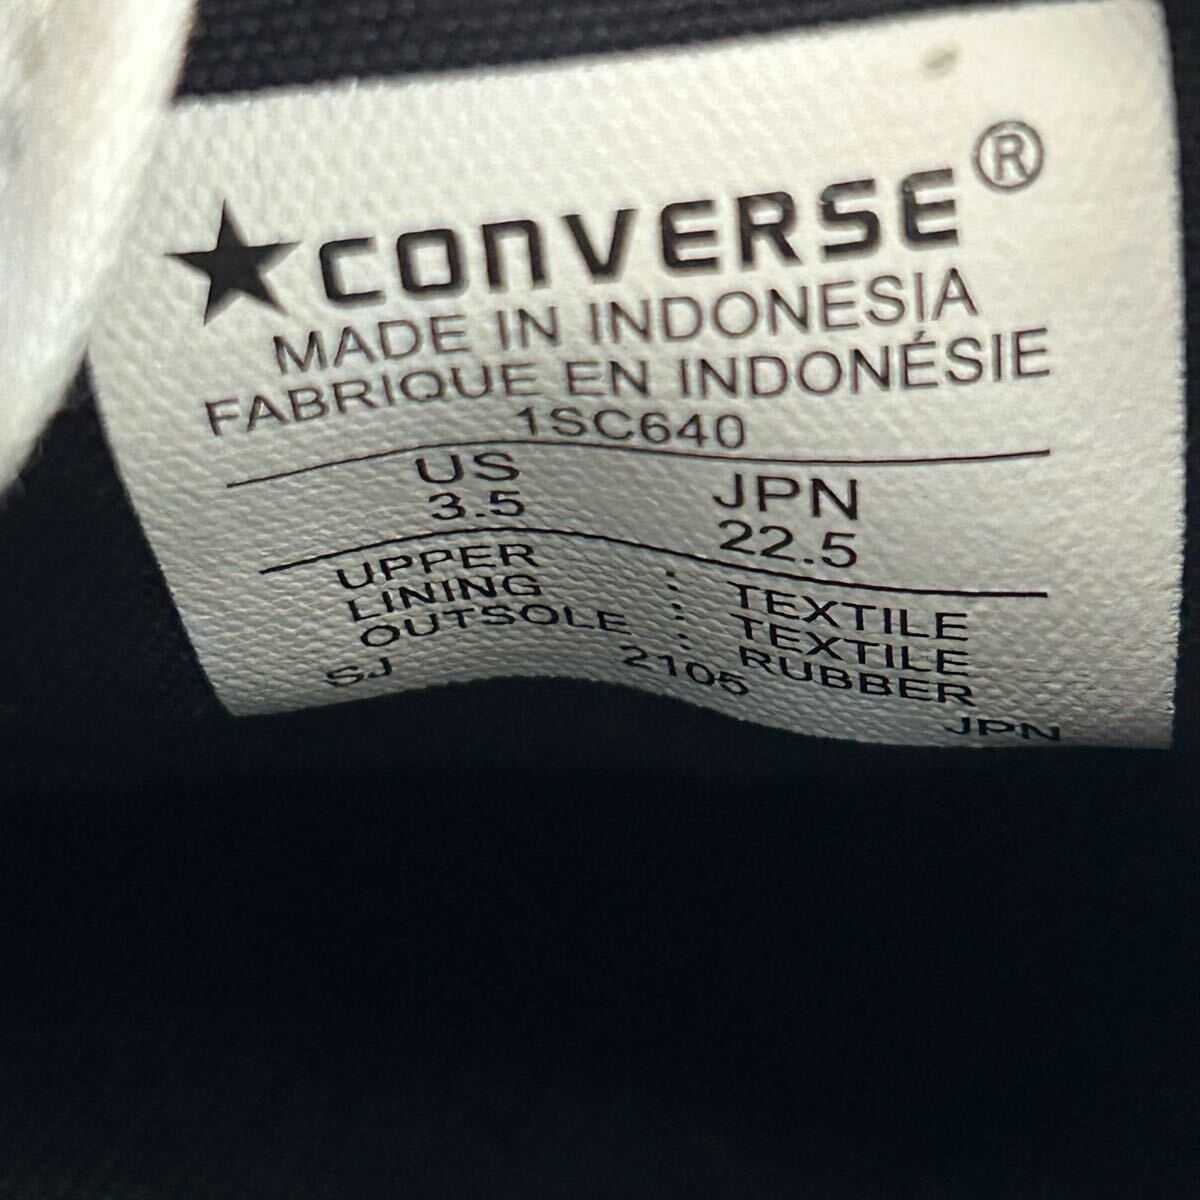 ★CONVERSE®
MADE IN INDONESIA
FABRIQUE EN INDONÉSIE
1SC640
US JPN
3.5 22.5
UPPER : TEXTILE
LINING : TEXTILE
OUTSOLE : RUBBER
SJ 2105 JPN